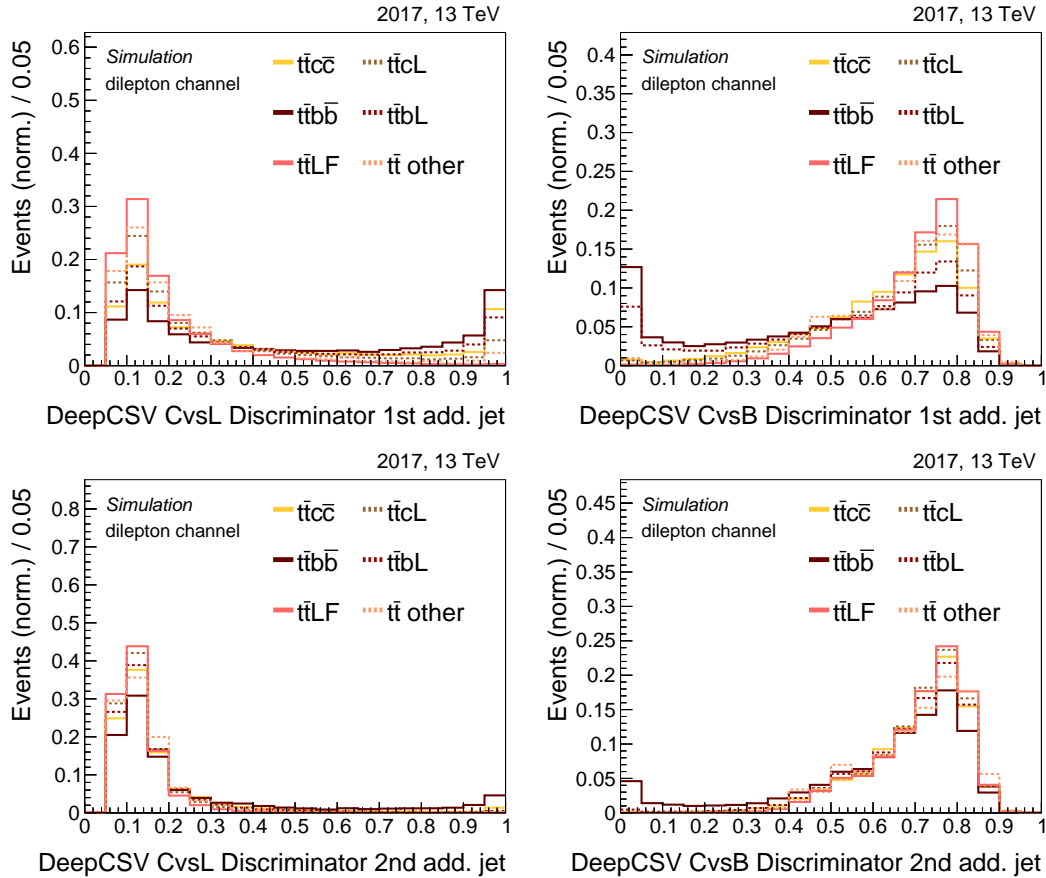 2017, 13 TeV
Events (norm.) / 0.05
0.6
0.5
0.4
0.3
0.2
0.1
0
Simulation
dilepton channel
tt̄cc̄
tt̄cL
tt̄bb̄
tt̄bL
tt̄LF
tt̄ other
0 0.1 0.2 0.3 0.4 0.5 0.6 0.7 0.8 0.9 1
DeepCSV CvsL Discriminator 1st add. jet
2017, 13 TeV
Events (norm.) / 0.05
0.4
0.35
0.3
0.25
0.2
0.15
0.1
0.05
0
Simulation
dilepton channel
tt̄cc̄
tt̄cL
tt̄bb̄
tt̄bL
tt̄LF
tt̄ other
0 0.1 0.2 0.3 0.4 0.5 0.6 0.7 0.8 0.9 1
DeepCSV CvsB Discriminator 1st add. jet
2017, 13 TeV
Events (norm.) / 0.05
0.8
0.7
0.6
0.5
0.4
0.3
0.2
0.1
0
Simulation
dilepton channel
tt̄cc̄
tt̄cL
tt̄bb̄
tt̄bL
tt̄LF
tt̄ other
0 0.1 0.2 0.3 0.4 0.5 0.6 0.7 0.8 0.9 1
DeepCSV CvsL Discriminator 2nd add. jet
2017, 13 TeV
Events (norm.) / 0.05
0.45
0.4
0.35
0.3
0.25
0.2
0.15
0.1
0.05
0
Simulation
dilepton channel
tt̄cc̄
tt̄cL
tt̄bb̄
tt̄bL
tt̄LF
tt̄ other
0 0.1 0.2 0.3 0.4 0.5 0.6 0.7 0.8 0.9 1
DeepCSV CvsB Discriminator 2nd add. jet